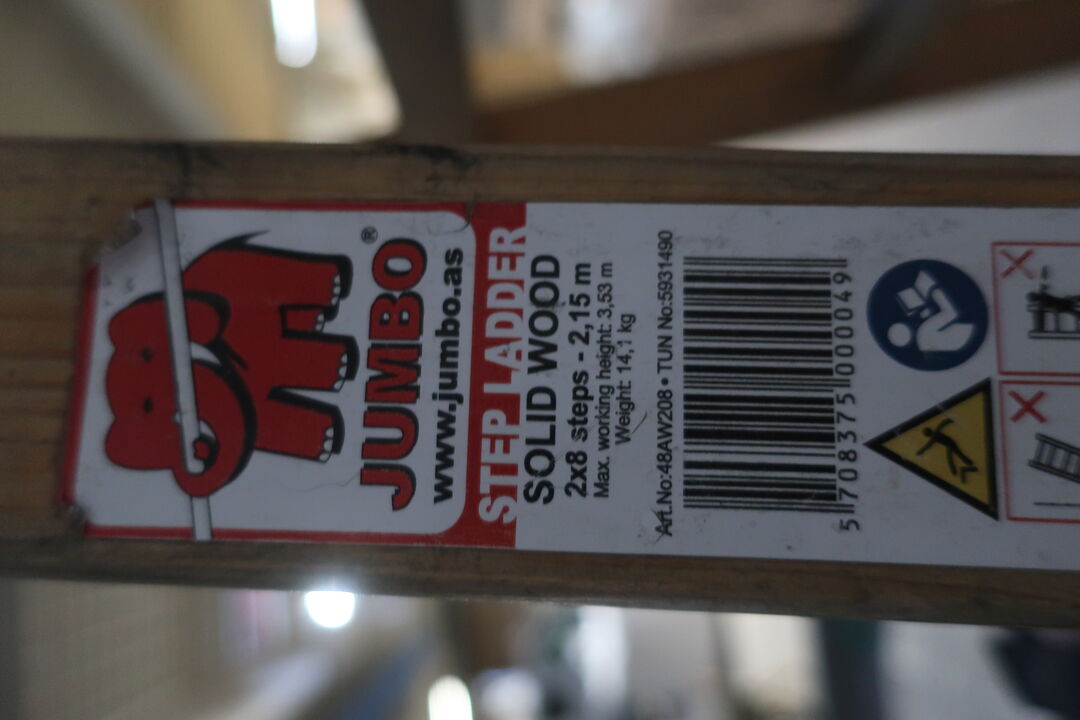 JUMBO®
www.jumbo.as
STEP LADDER
SOLID WOOD
2x8 steps - 2,15 m
Max. working height: 3,53 m
Weight: 14,1 kg
Art.No:48AW208 • TUN No:5931490
5 708375 000049